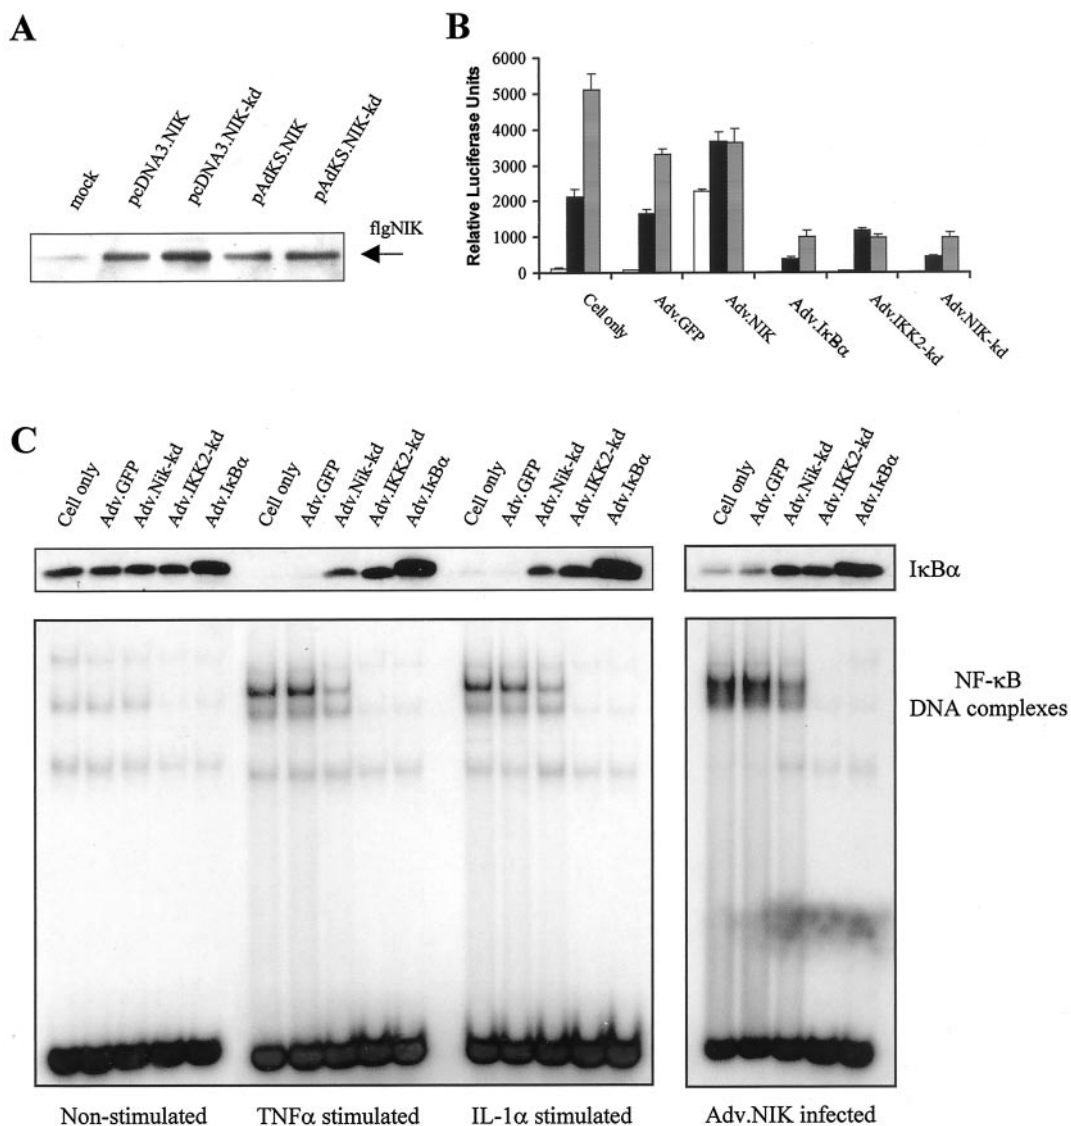 A
mock
pcDNA3.NIK
pcDNA3.NIK-kd
pAdKS.NIK
pAdKS.NIK-kd
flgNIK
B
Relative Luciferase Units
6000
5000
4000
3000
2000
1000
0
Cell only
Adv.GFP
Adv.NIK
Adv.IκBα
Adv.IKK2-kd
Adv.NIK-kd
C
Cell only
Adv.GFP
Adv.Nik-kd
Adv.IKK2-kd
Adv.IκBα
Cell only
Adv.GFP
Adv.Nik-kd
Adv.IKK2-kd
Adv.IκBα
Cell only
Adv.GFP
Adv.Nik-kd
Adv.IKK2-kd
Adv.IκBα
Cell only
Adv.GFP
Adv.Nik-kd
Adv.IKK2-kd
Adv.IκBα
IκBα
NF-κB
DNA complexes
Non-stimulated
TNFα stimulated
IL-1α stimulated
Adv.NIK infected